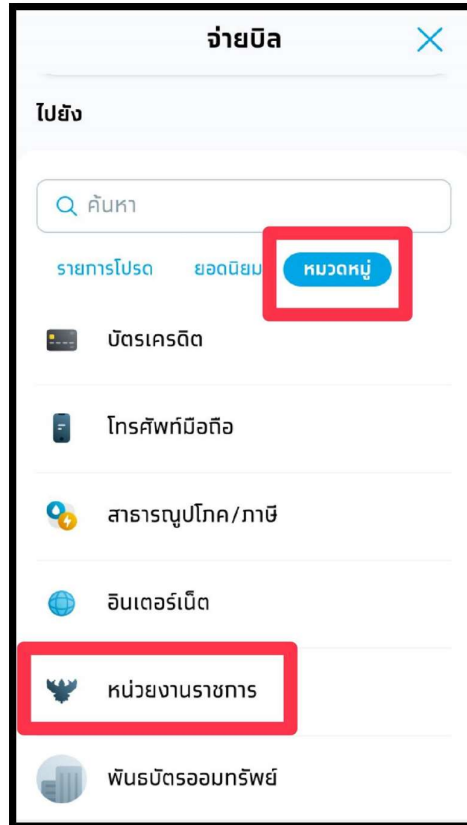 จ่ายบิล
ไปยัง
ค้นหา
รายการโปรด ยอดนิยม หมวดหมู่
บัตรเครดิต
โทรศัพท์มือถือ
สาธารณูปโภค/ภาษี
อินเตอร์เน็ต
หน่วยงานราชการ
พันธบัตรออมทรัพย์